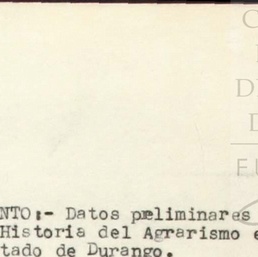 NTO:- Datos preliminares
Historia del Agrarismo e
tado de Durango.